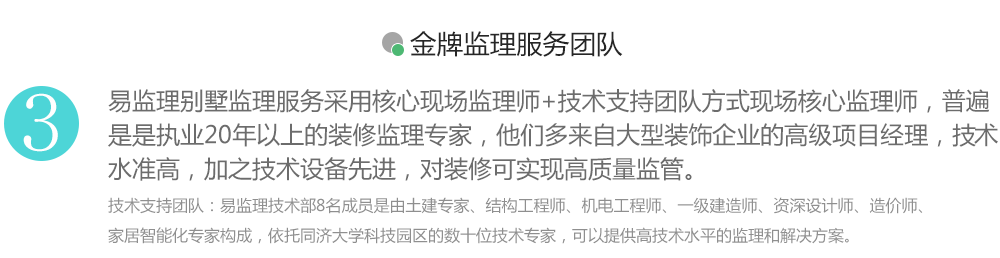 金牌监理服务团队
3
易监理别墅监理服务采用核心现场监理师+技术支持团队方式现场核心监理师，普遍
是是执业20年以上的装修监理专家，他们多来自大型装饰企业的高级项目经理，技术
水准高，加之技术设备先进，对装修可实现高质量监管。
技术支持团队：易监理技术部8名成员是由土建专家、结构工程师、机电工程师、一级建造师、资深设计师、造价师、
家居智能化专家构成，依托同济大学科技园区的数十位技术专家，可以提供高技术水平的监理和解决方案。